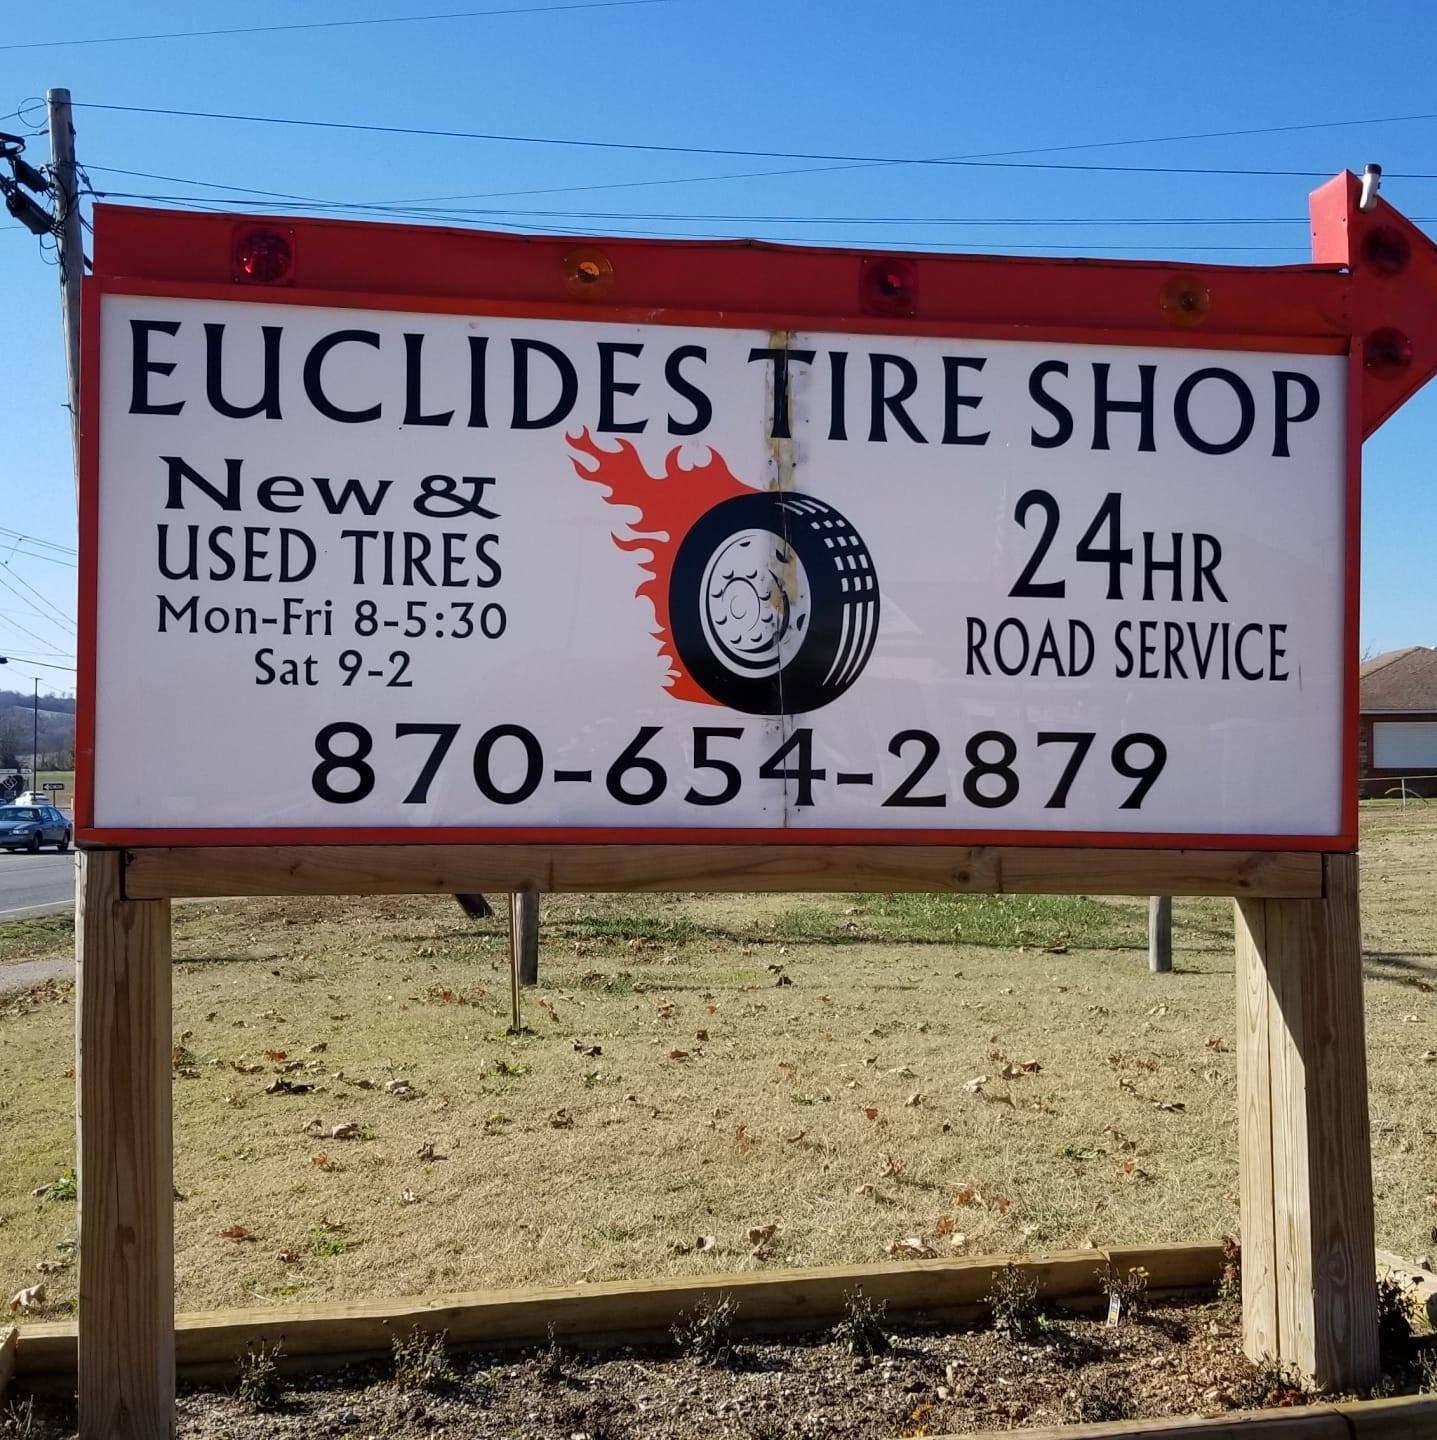 EUCLIDES TIRE SHOP
New &
USED TIRES
Mon-Fri 8-5:30
Sat 9-2
24HR
ROAD SERVICE
870-654-2879